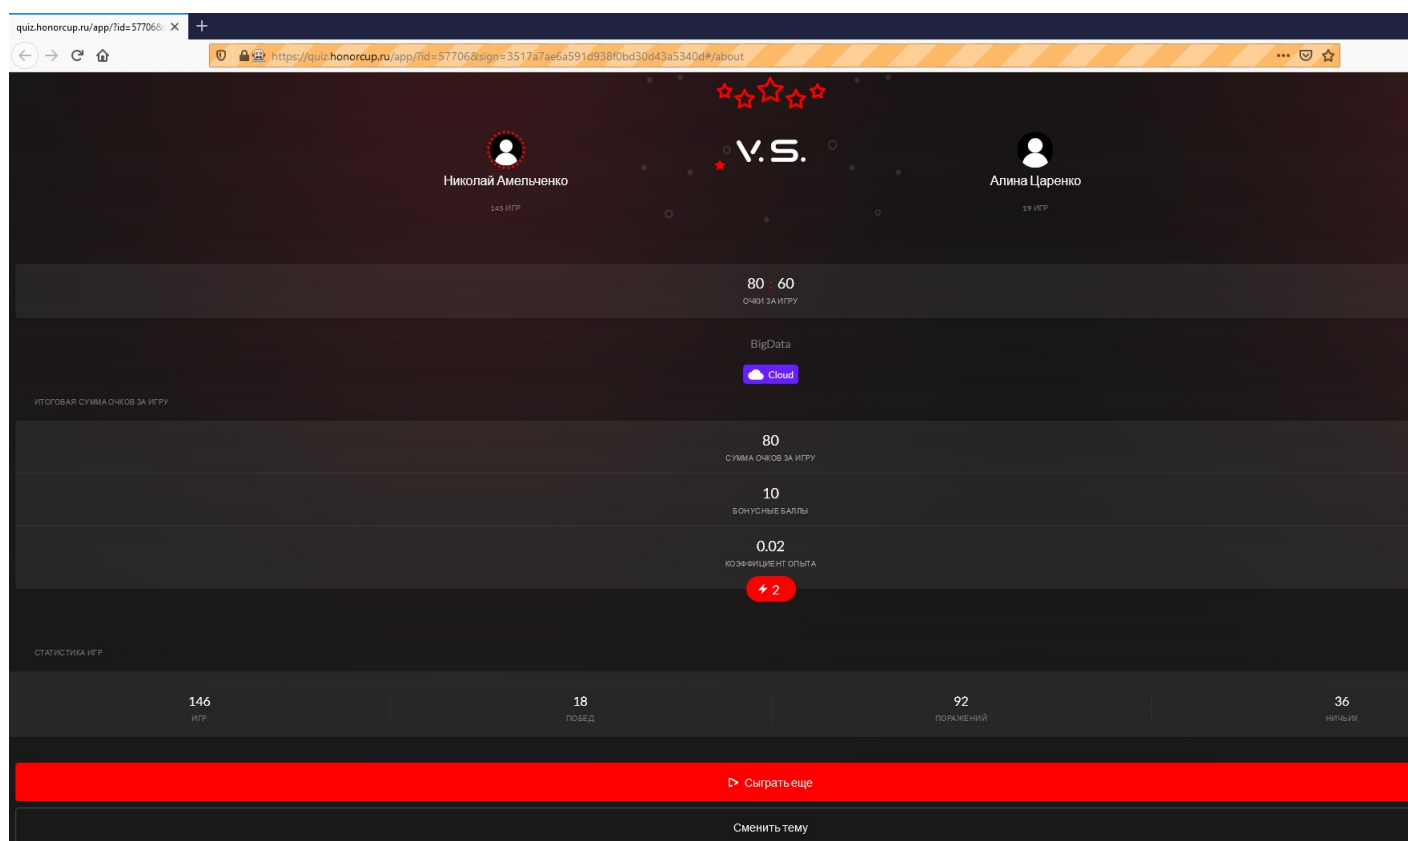 quiz.honorcup.ru/app/?id=57706&
https://quiz.honorcup.ru/app/?id=57706&sign=3517a7ae6a591d938f0bd30d43a5340d#/about
V.S.
Николай Амельченко
Алина Царенко
145 ИГР
19 ИГР
80 : 60
ОЧКИ ЗА ИГРУ
BigData
Cloud
ИТОГОВАЯ СУММА ОЧКОВ ЗА ИГРУ
80
СУММА ОЧКОВ ЗА ИГРУ
10
БОНУСНЫЕ БАЛЛЫ
0.02
КОЭФФИЦИЕНТ ОПЫТА
2
СТАТИСТИКА ИГР
146
18
92
36
ИГР
ПОБЕД
ПОРАЖЕНИЙ
НИЧЬИХ
Сыграть еще
Сменить тему